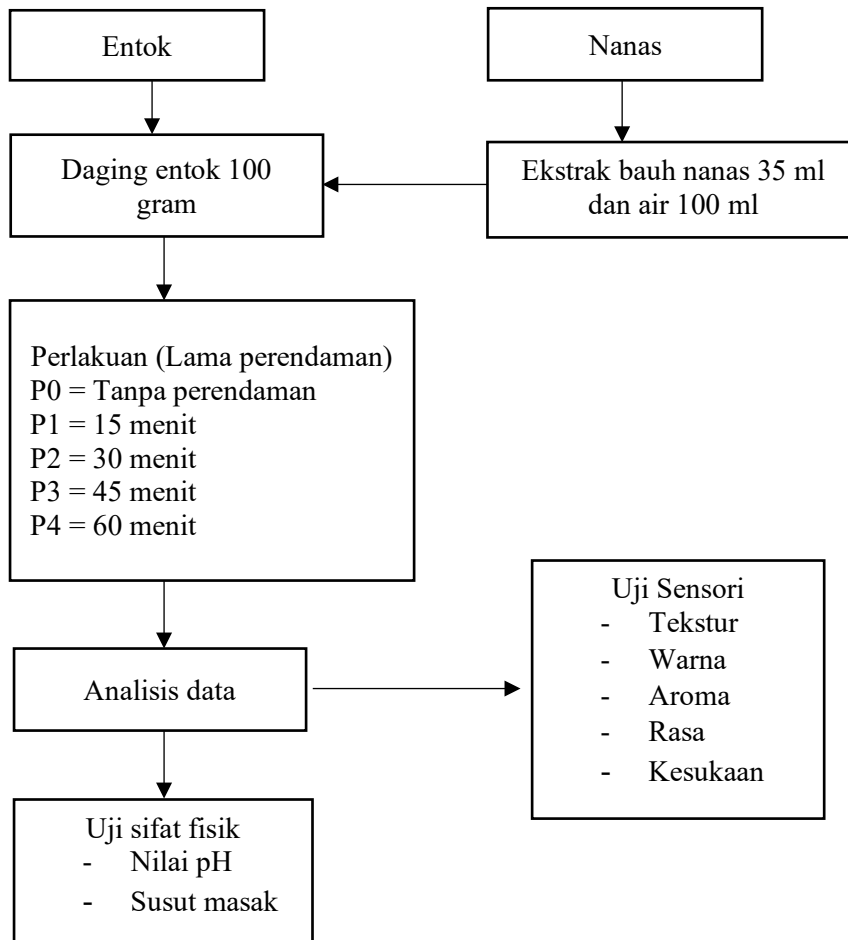 Entok
Nanas
Daging entok 100
gram
Ekstrak bauh nanas 35 ml
dan air 100 ml
Perlakuan (Lama perendaman)
P0 = Tanpa perendaman
P1 = 15 menit
P2 = 30 menit
P3 = 45 menit
P4 = 60 menit
Analisis data
Uji Sensori
- Tekstur
- Warna
- Aroma
- Rasa
- Kesukaan
Uji sifat fisik
- Nilai pH
- Susut masak